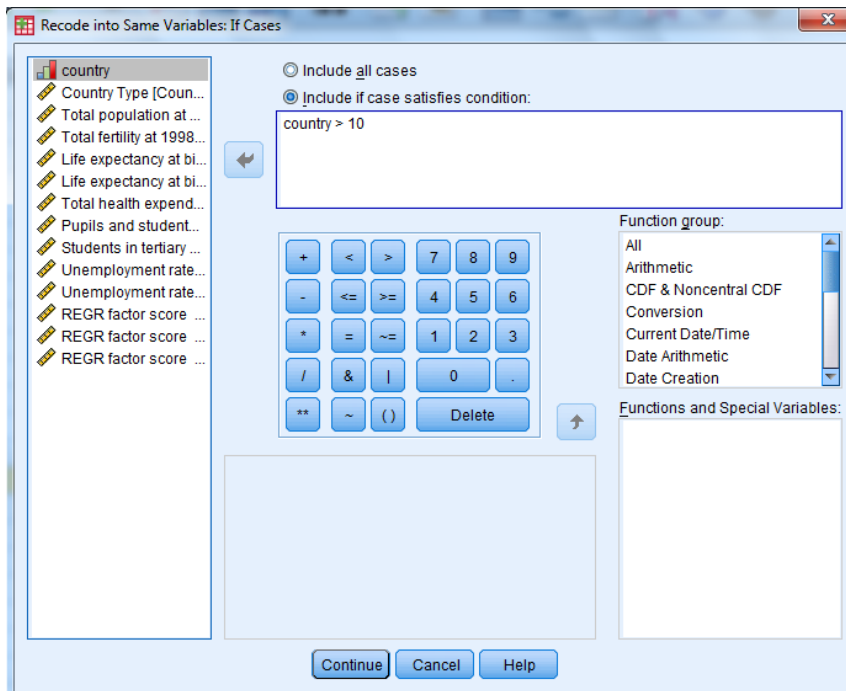 Recode into Same Variables: If Cases
x
country
Country Type [Coun...
Total population at ...
Total fertility at 1998...
Life expectancy at bi...
Life expectancy at bi...
Total health expend...
Pupils and student...
Students in tertiary ...
Unemployment rate...
Unemployment rate...
REGR factor score ...
REGR factor score ...
REGR factor score ...
Include all cases
Include if case satisfies condition:
country > 10
+ < > 7 8 9
- <= >= 4 5 6
* = ~= 1 2 3
/ & | 0 .
** ~ ( ) Delete
Function group:
All
Arithmetic
CDF & Noncentral CDF
Conversion
Current Date/Time
Date Arithmetic
Date Creation
Functions and Special Variables:
Continue Cancel Help